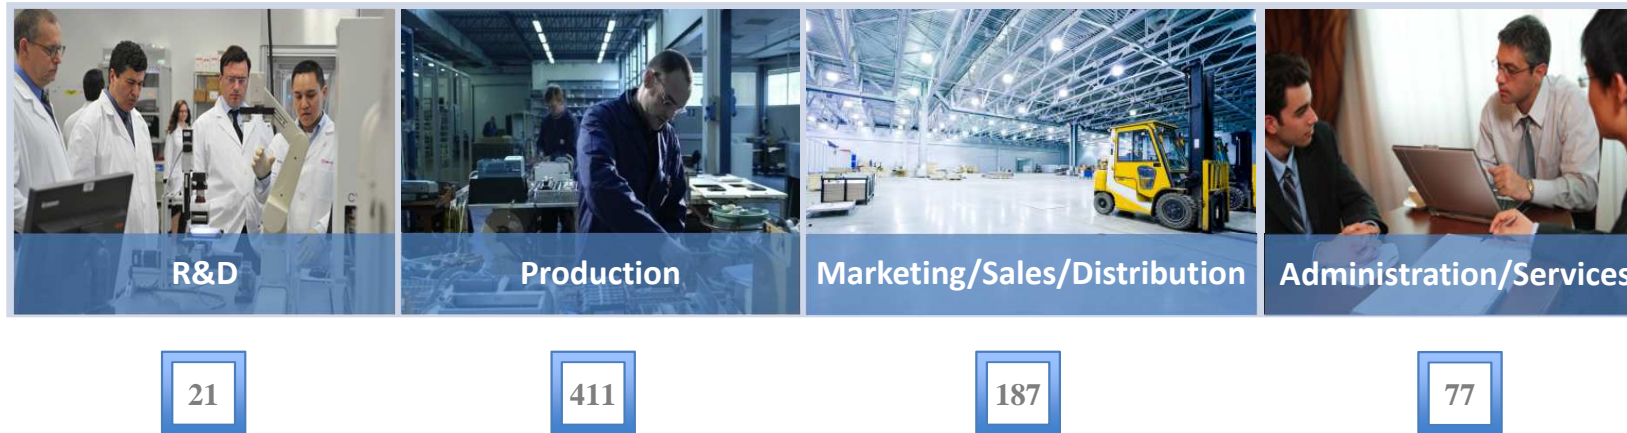 R&D
Production
Marketing/Sales/Distribution
Administration/Services
21
411
187
77